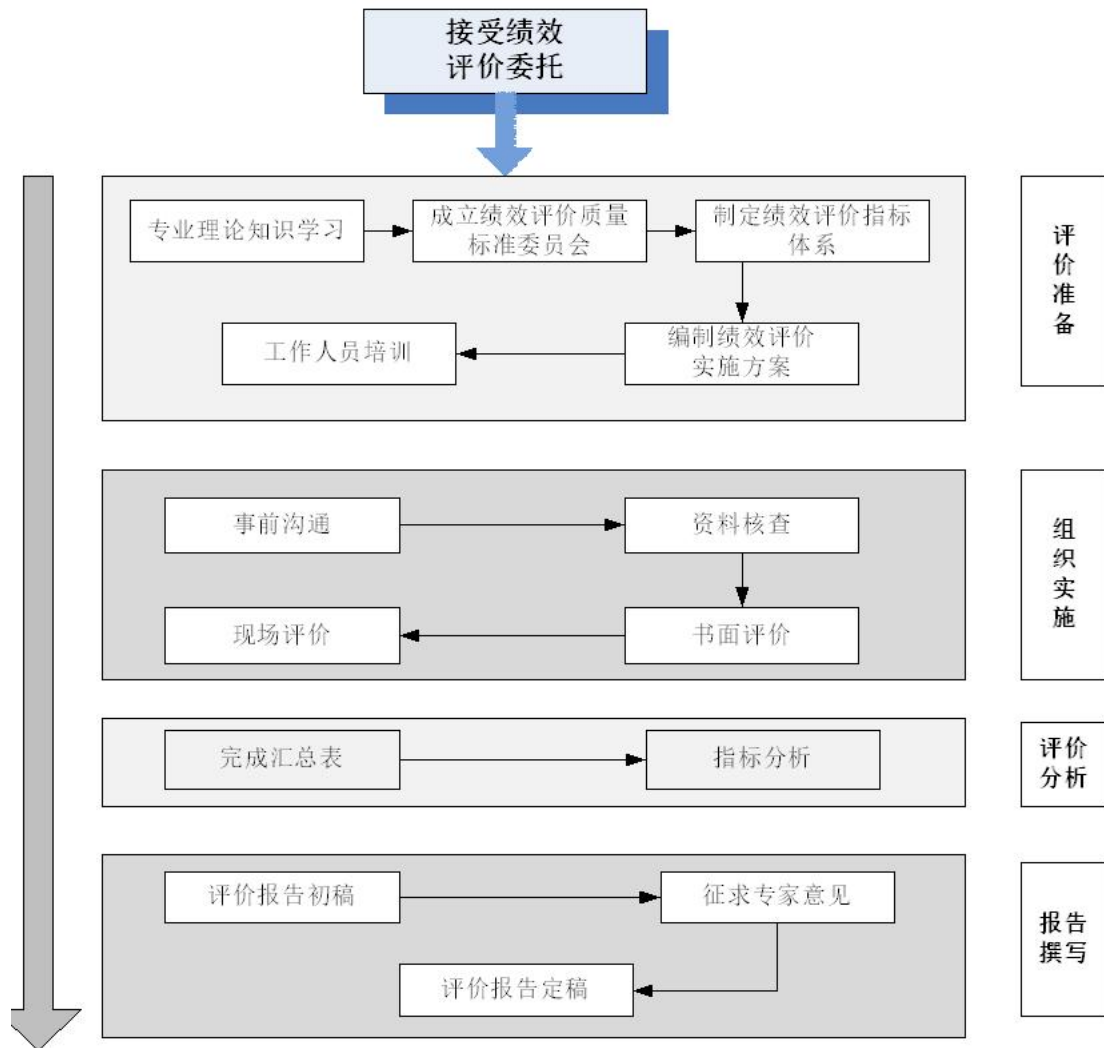 接受绩效
评价委托
专业理论知识学习
成立绩效评价质量
标准委员会
制定绩效评价指标
体系
编制绩效评价
实施方案
工作人员培训
评
价
准
备
事前沟通
资料核查
书面评价
现场评价
组
织
实
施
完成汇总表
指标分析
评价
分析
评价报告初稿
征求专家意见
评价报告定稿
报告
撰写